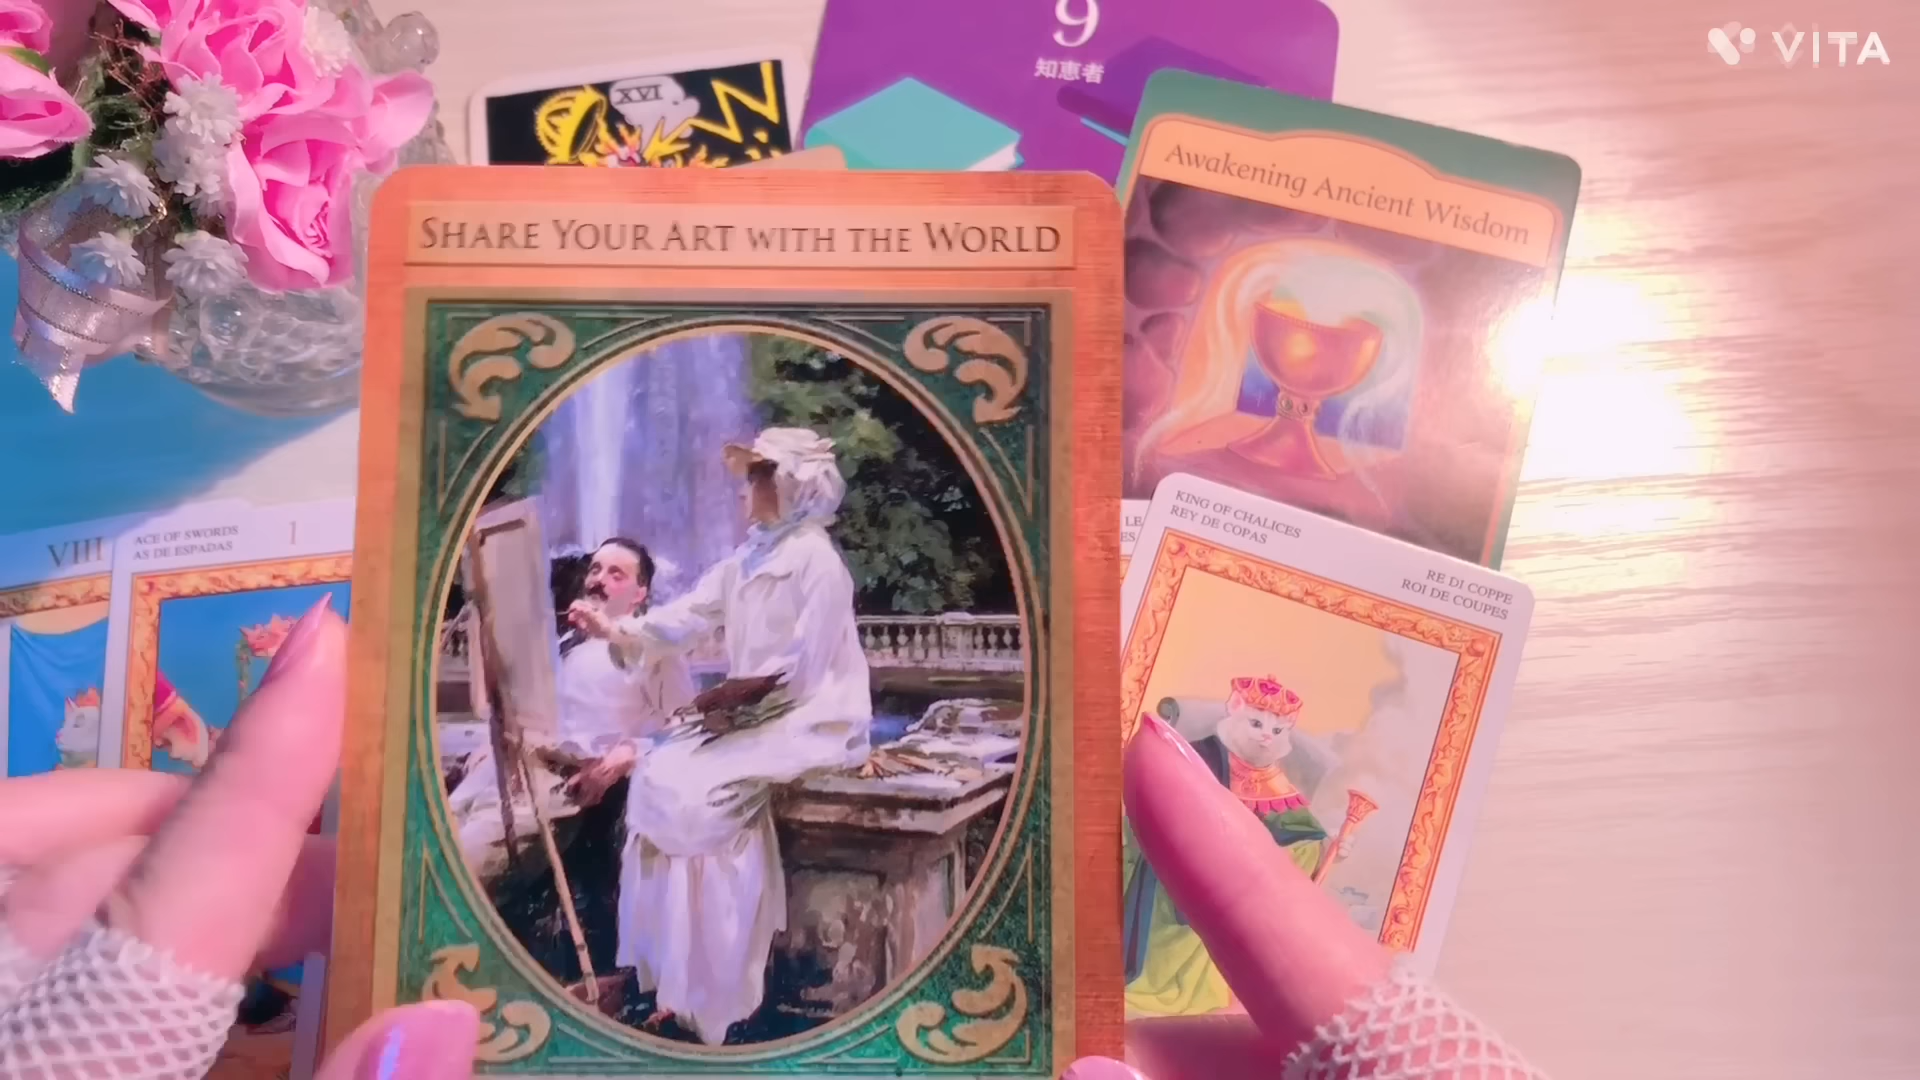 VITA
9
知恵者
XVI
Awakening Ancient Wisdom
SHARE YOUR ART WITH THE WORLD
VIII
ACE OF SWORDS
AS DE ESPADAS
I
KING OF CHALICES
REY DE COPAS
RE DI COPPE
ROI DE COUPES